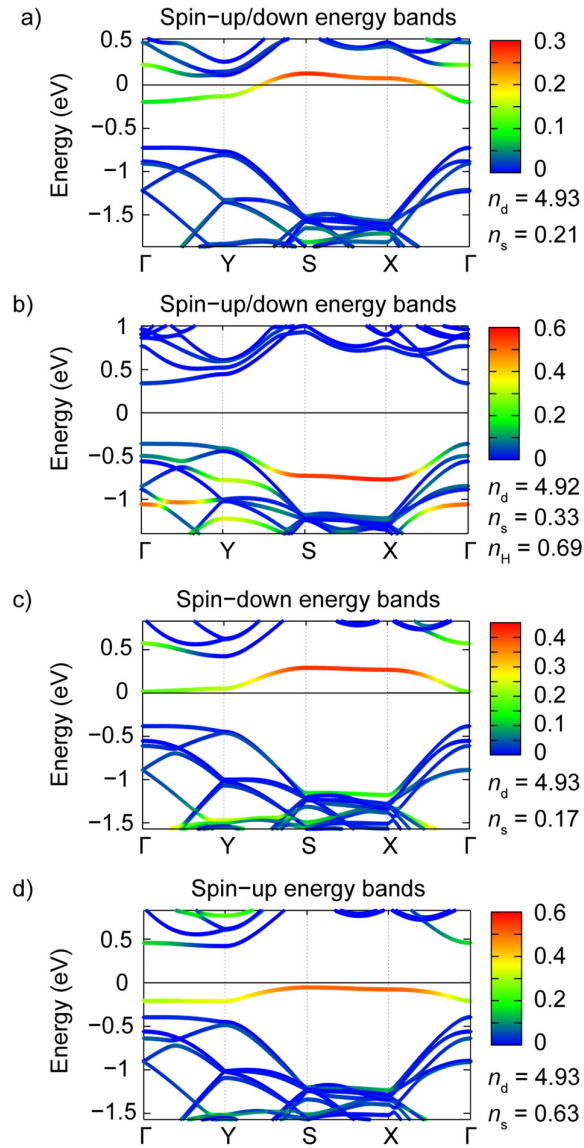 a)
Spin-up/down energy bands
Energy (eV)
0.5
0
−0.5
−1
−1.5
Γ Y S X Γ
0.3
0.2
0.1
0
n_d = 4.93
n_s = 0.21
b)
Spin-up/down energy bands
Energy (eV)
1
0.5
0
−0.5
−1
Γ Y S X Γ
0.6
0.4
0.2
0
n_d = 4.92
n_s = 0.33
n_H = 0.69
c)
Spin-down energy bands
Energy (eV)
0.5
0
−0.5
−1
−1.5
Γ Y S X Γ
0.4
0.3
0.2
0.1
0
n_d = 4.93
n_s = 0.17
d)
Spin-up energy bands
Energy (eV)
0.5
0
−0.5
−1
−1.5
Γ Y S X Γ
0.6
0.4
0.2
0
n_d = 4.93
n_s = 0.63